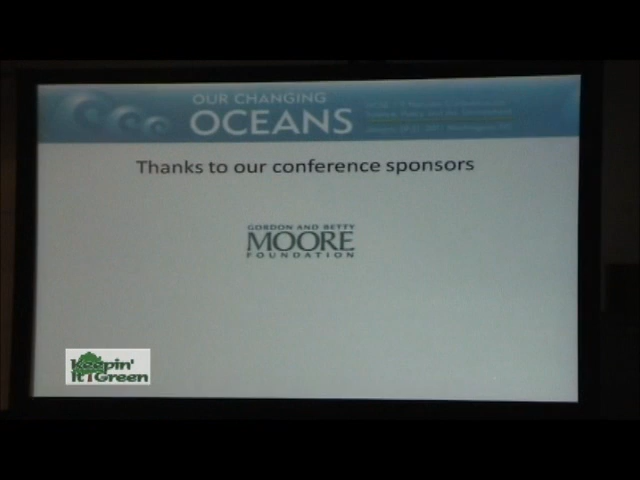 OUR CHANGING
OCEANS
Thanks to our conference sponsors
GORDON AND BETTY
MOORE
FOUNDATION
Keepin'
It Green